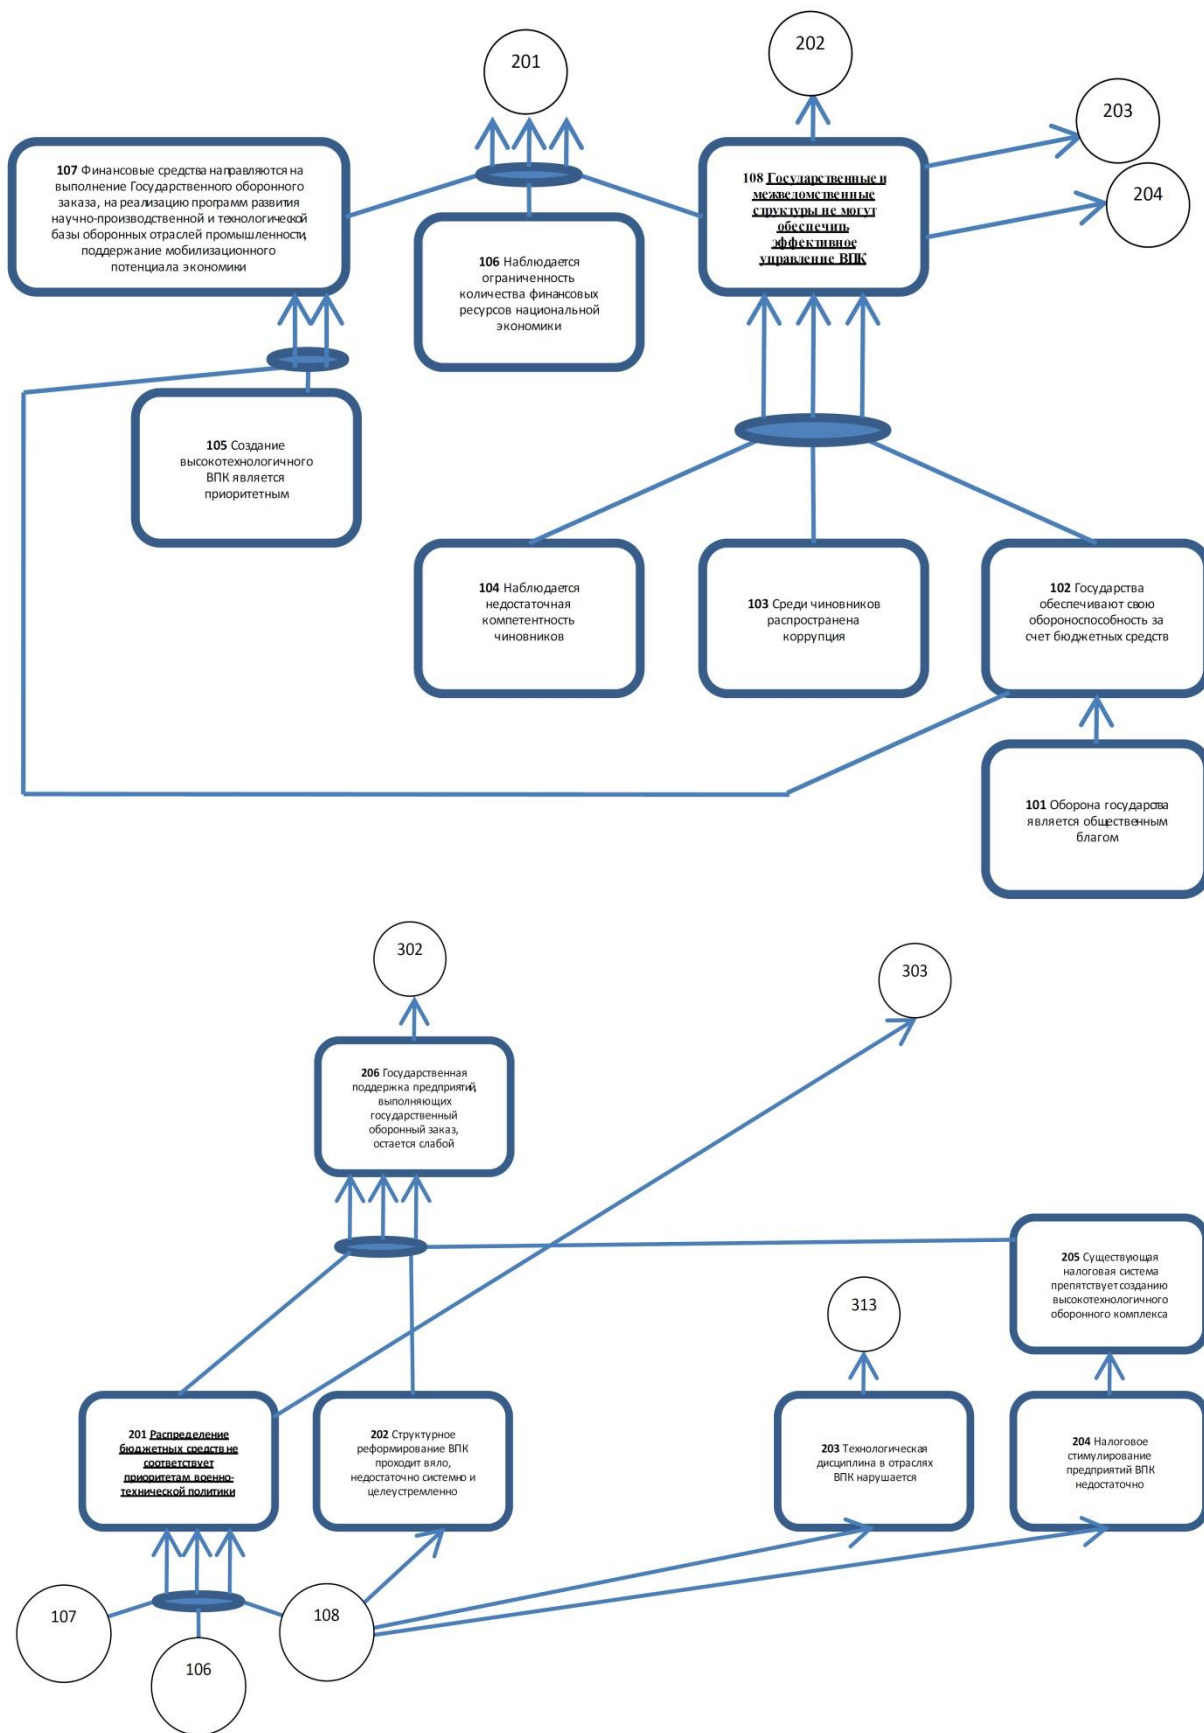 201
202
203
204
107 Финансовые средства направляются на
выполнение Государственного оборонного
заказа, на реализацию программ развития
научно-производственной и технологической
базы оборонных отраслей промышленности,
поддержание мобилизационного
потенциала экономики
108 Государственные и
межведомственные
структуры не могут
обеспечить
эффективное
управление ВПК
106 Наблюдается
ограниченность
количества финансовых
ресурсов национальной
экономики
105 Создание
высокотехнологичного
ВПК является
приоритетным
104 Наблюдается
недостаточная
компетентность
чиновников
103 Среди чиновников
распространена
коррупция
102 Государства
обеспечивают свою
обороноспособность за
счет бюджетных средств
101 Оборона государства
является общественным
благом
302
303
206 Государственная
поддержка предприятий,
выполняющих
государственный
оборонный заказ,
остается слабой
205 Существующая
налоговая система
препятствует созданию
высокотехнологичного
оборонного комплекса
313
201 Распределение
бюджетных средств не
соответствует
приоритетам военно-
технической политики
202 Структурное
реформирование ВПК
проходит вяло,
недостаточно системно и
целеустремленно
203 Технологическая
дисциплина в отраслях
ВПК нарушается
204 Налоговое
стимулирование
предприятий ВПК
недостаточно
107
106
108